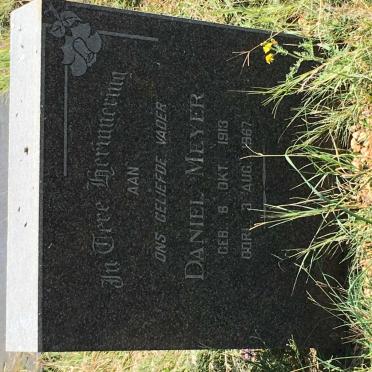 In Tere Herinnering
AAN
ONS GELIEFDE VADER
DANIEL MEYER
GEB. 8 OKT. 1913
OORL. 3 AUG. 1967